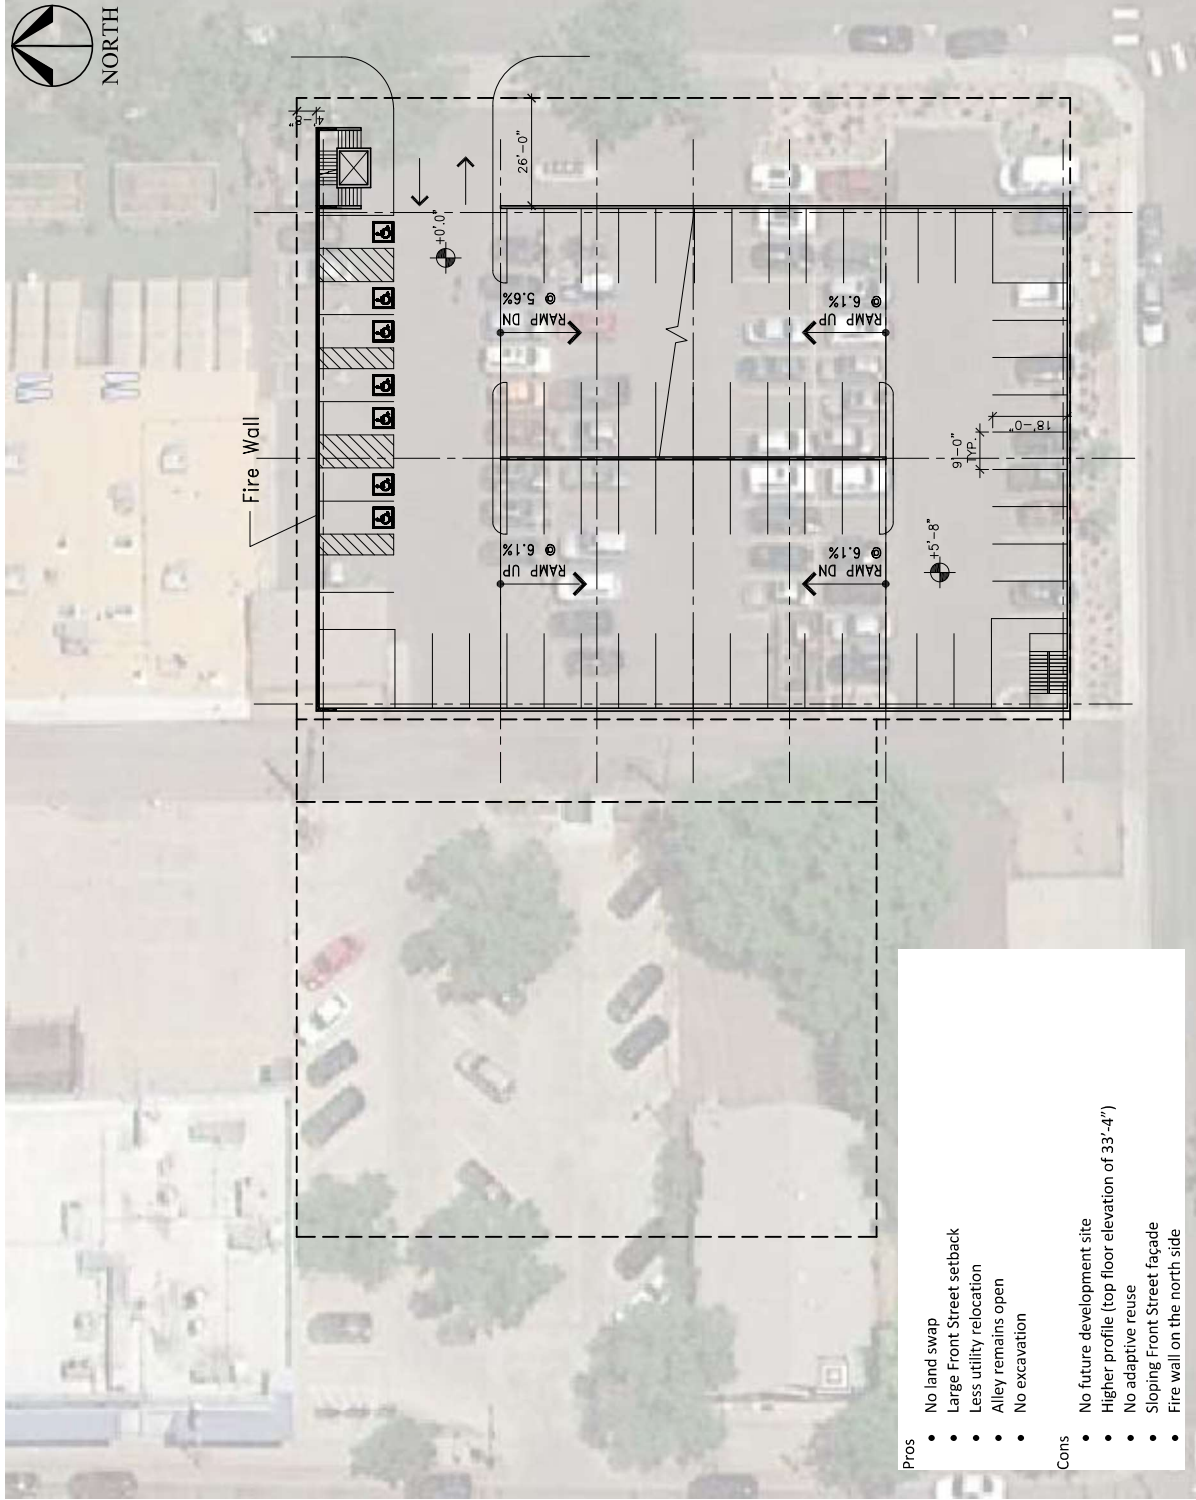 NORTH
4'-8"
26'-0"
+0'.0"
Fire Wall
RAMP DN
@ 5.6%
RAMP UP
@ 6.1%
RAMP UP
@ 6.1%
RAMP DN
@ 6.1%
9'-0"
TYP.
18'-0"
+5'-8"
Pros
• No land swap
• Large Front Street setback
• Less utility relocation
• Alley remains open
• No excavation
Cons
• No future development site
• Higher profile (top floor elevation of 33'-4")
• No adaptive reuse
• Sloping Front Street façade
• Fire wall on the north side